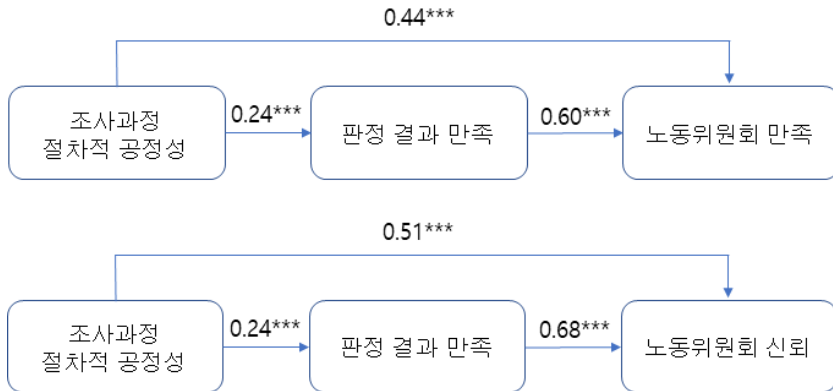 0.44***
조사과정
절차적 공정성
0.24***
판정 결과 만족
0.60***
노동위원회 만족
0.51***
조사과정
절차적 공정성
0.24***
판정 결과 만족
0.68***
노동위원회 신뢰